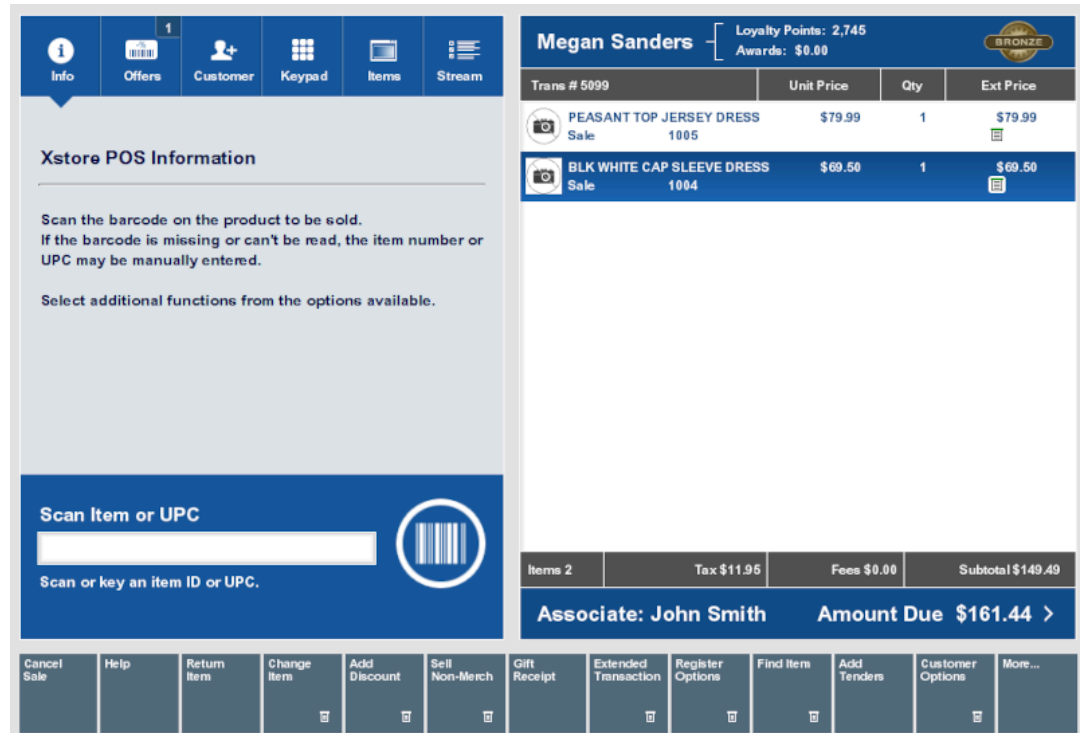 1
Info
Offers
Customer
Keypad
Items
Stream
Xstore POS Information
Scan the barcode on the product to be sold.
If the barcode is missing or can't be read, the item number or
UPC may be manually entered.
Select additional functions from the options available.
Scan Item or UPC
Scan or key an item ID or UPC.
Megan Sanders
Loyalty Points: 2,745
Awards: $0.00
BRONZE
Trans # 5099 Unit Price Qty Ext Price
PEASANT TOP JERSEY DRESS $79.99 1 $79.99
Sale 1005
BLK WHITE CAP SLEEVE DRESS $69.50 1 $69.50
Sale 1004
Items 2 Tax $11.95 Fees $0.00 Subtotal $149.49
Associate: John Smith Amount Due $161.44 >
Cancel
Sale
Help
Return
Item
Change
Item
Add
Discount
Sell
Non-Merch
Gift
Receipt
Extended
Transaction
Register
Options
Find Item
Add
Tenders
Customer
Options
More...